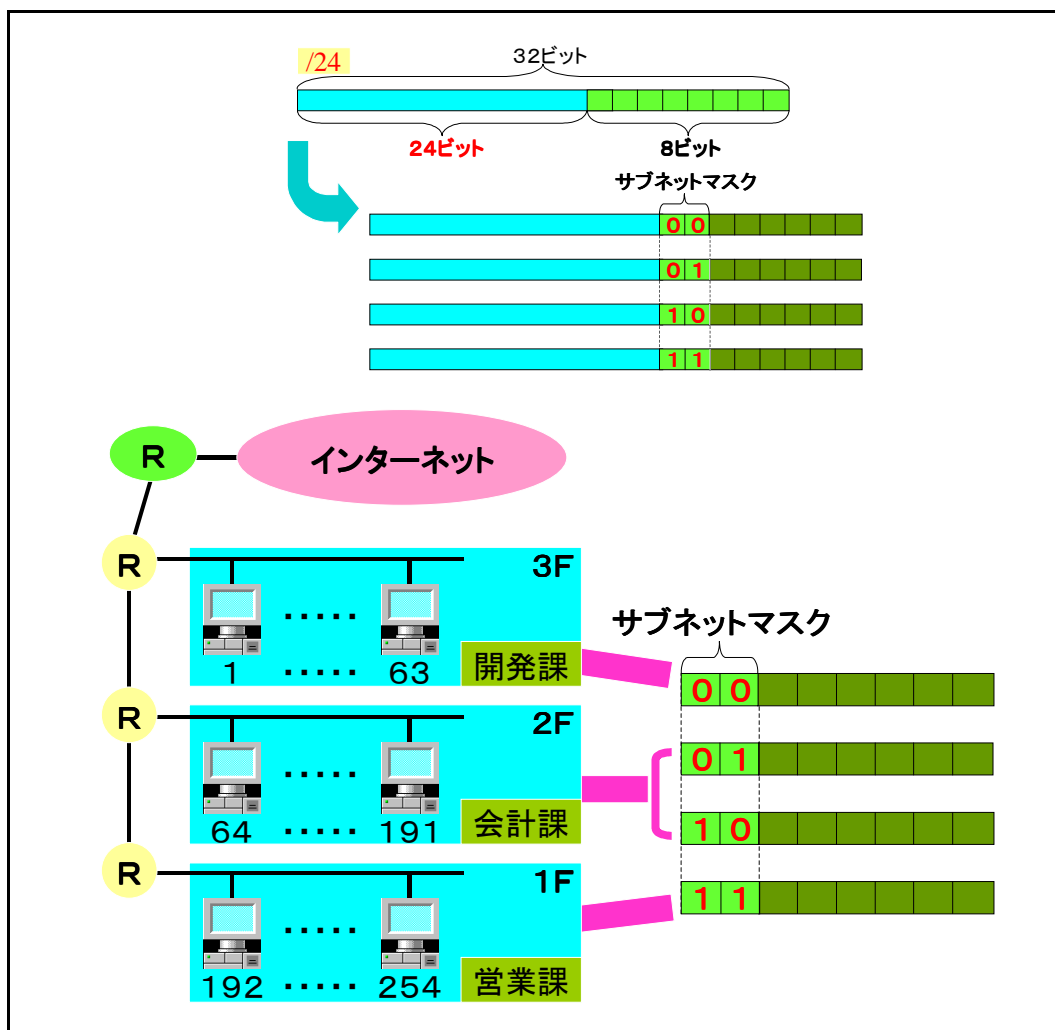 /24
32ビット
24ビット
8ビット
サブネットマスク
0 0
0 1
1 0
1 1
R
インターネット
R
3F
1 ..... 63
開発課
サブネットマスク
0 0
R
2F
64 ..... 191
会計課
0 1
1 0
R
1F
192 ..... 254
営業課
1 1